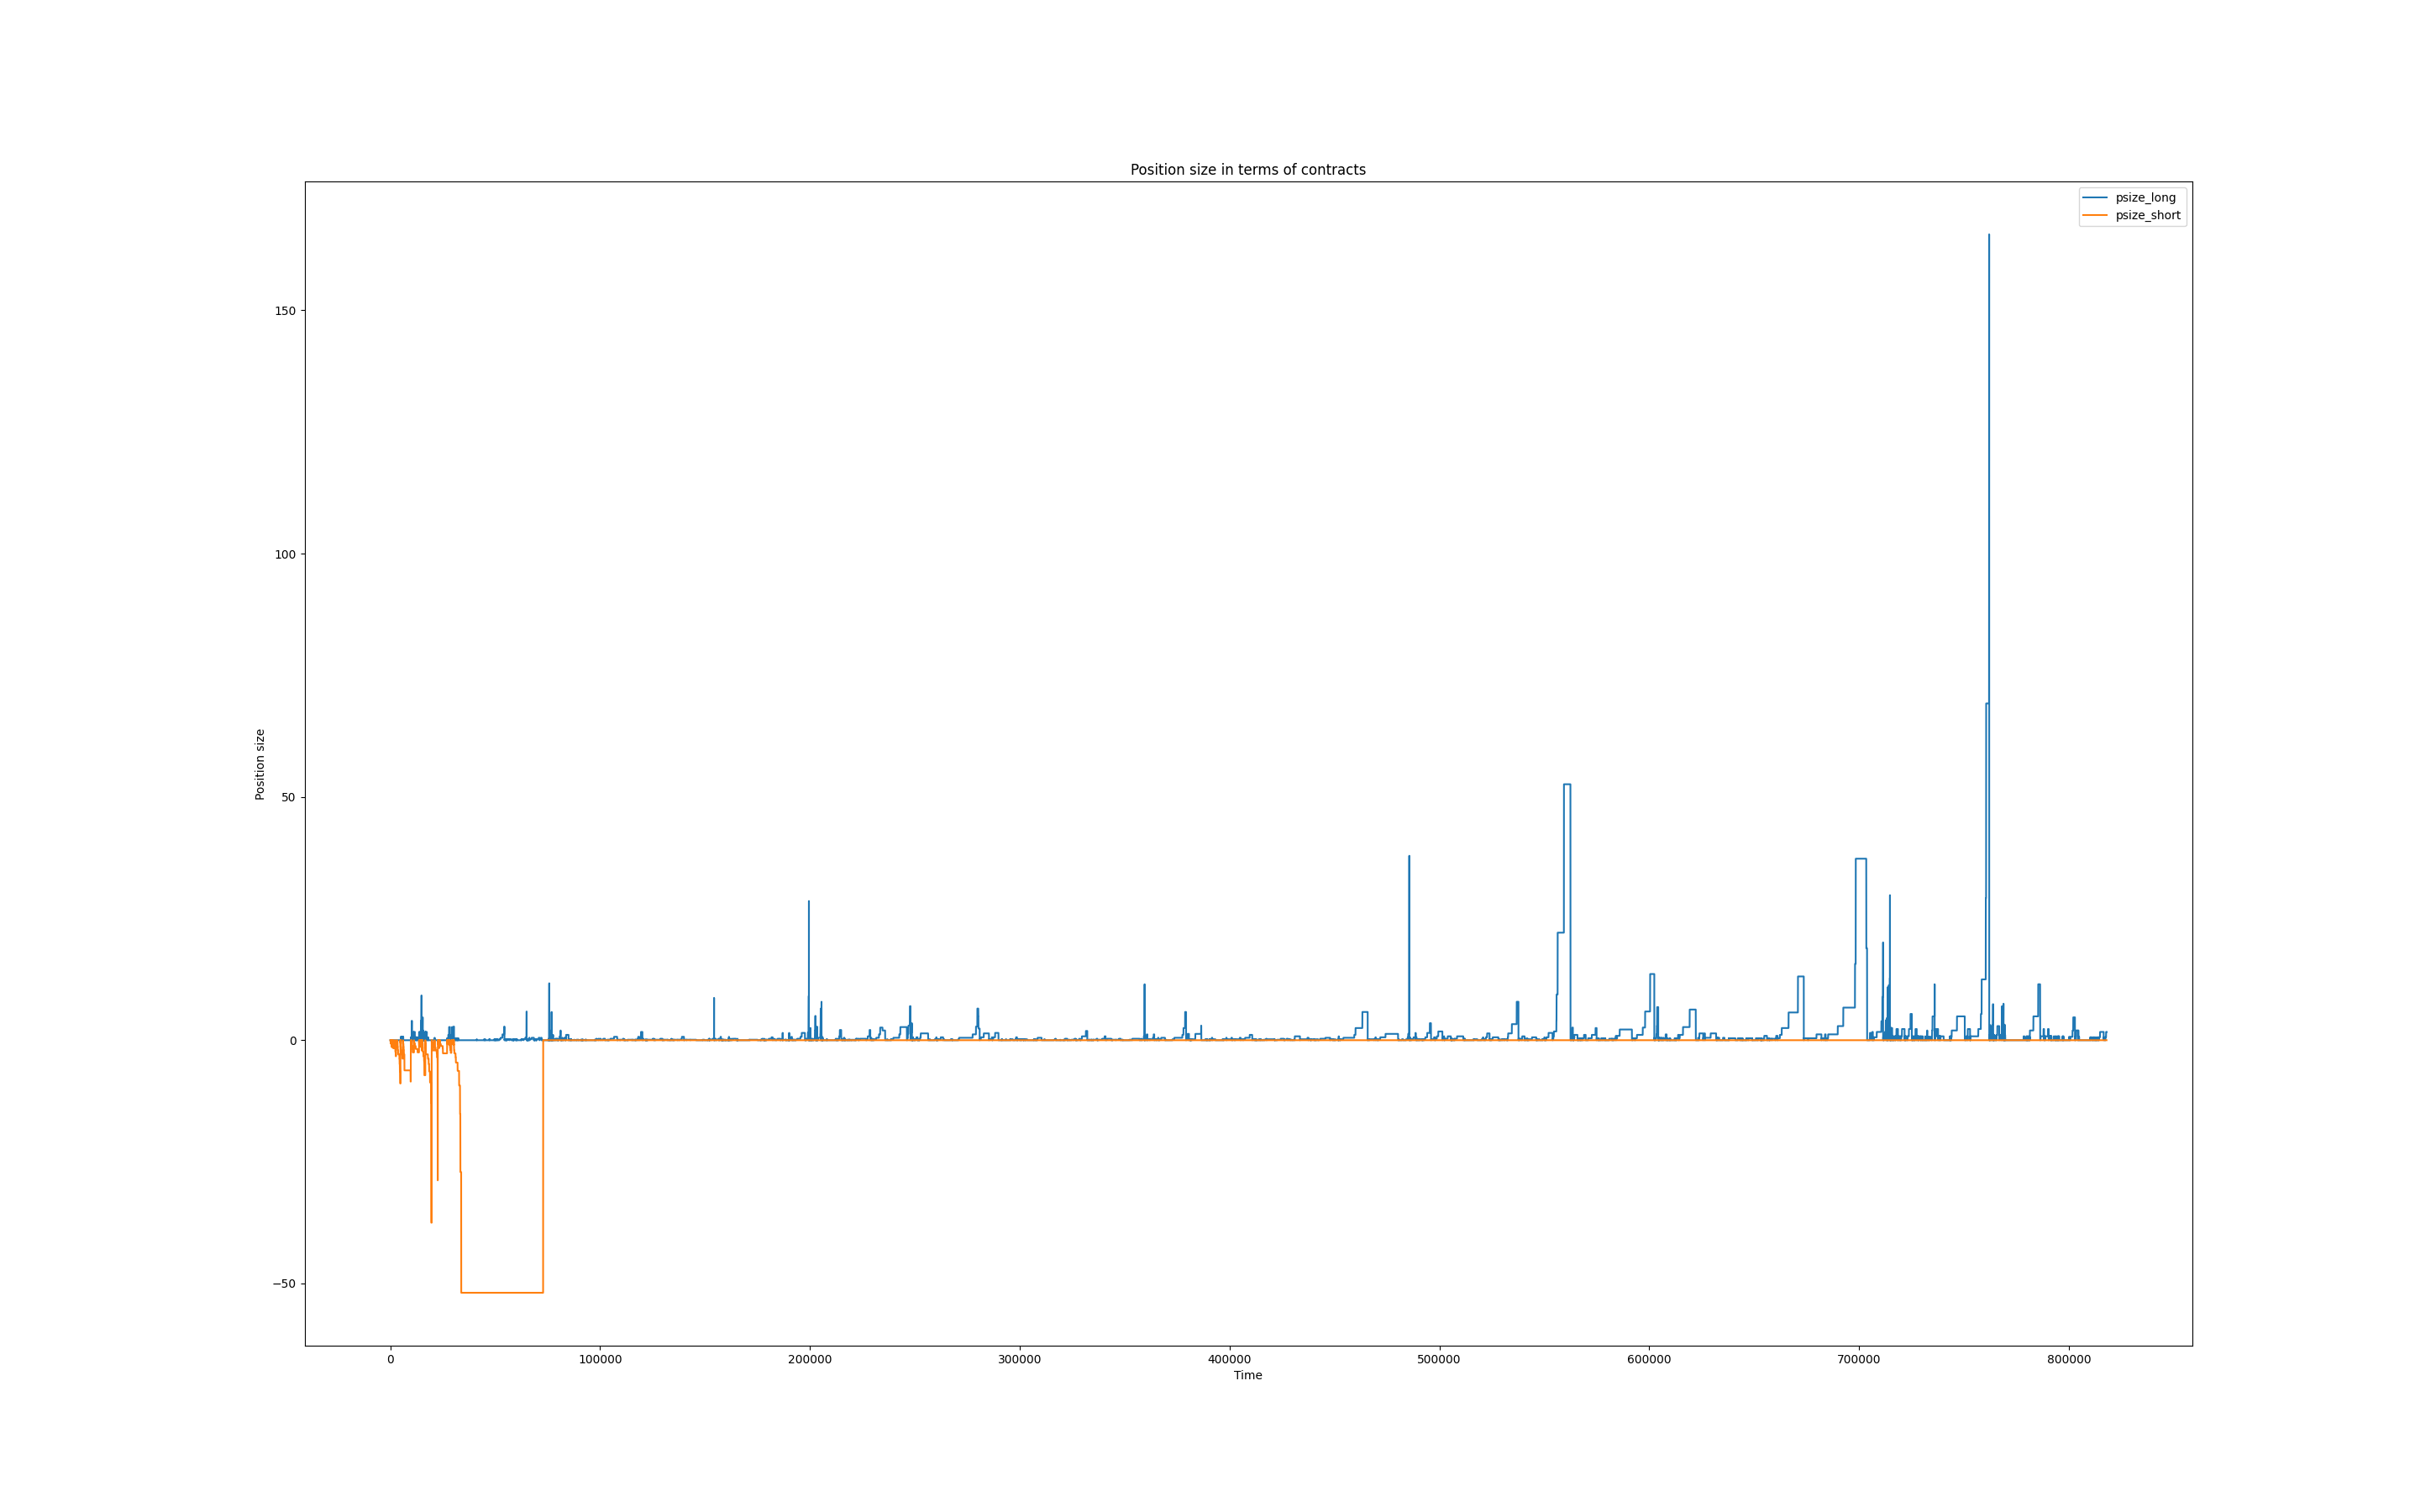 Position size in terms of contracts
psize_long
psize_short
150
100
50
0
−50
Position size
0 100000 200000 300000 400000 500000 600000 700000 800000
Time